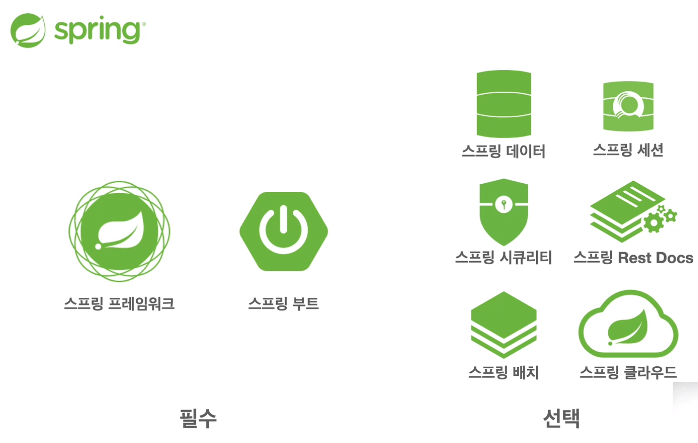 spring
스프링 데이터
스프링 세션
스프링 시큐리티
스프링 Rest Docs
스프링 프레임워크
스프링 부트
스프링 배치
스프링 클라우드
필수
선택